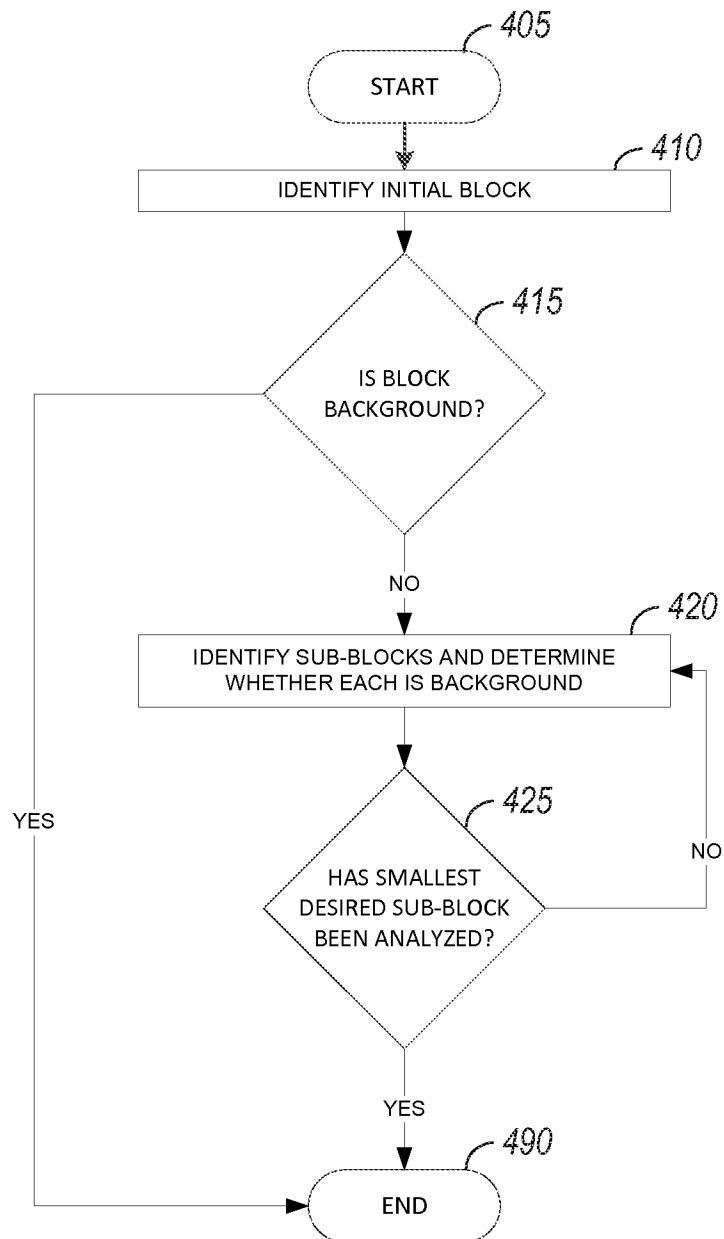 405
START
410
IDENTIFY INITIAL BLOCK
415
IS BLOCK
BACKGROUND?
NO
420
IDENTIFY SUB-BLOCKS AND DETERMINE
WHETHER EACH IS BACKGROUND
425
YES
NO
HAS SMALLEST
DESIRED SUB-BLOCK
BEEN ANALYZED?
YES
490
END